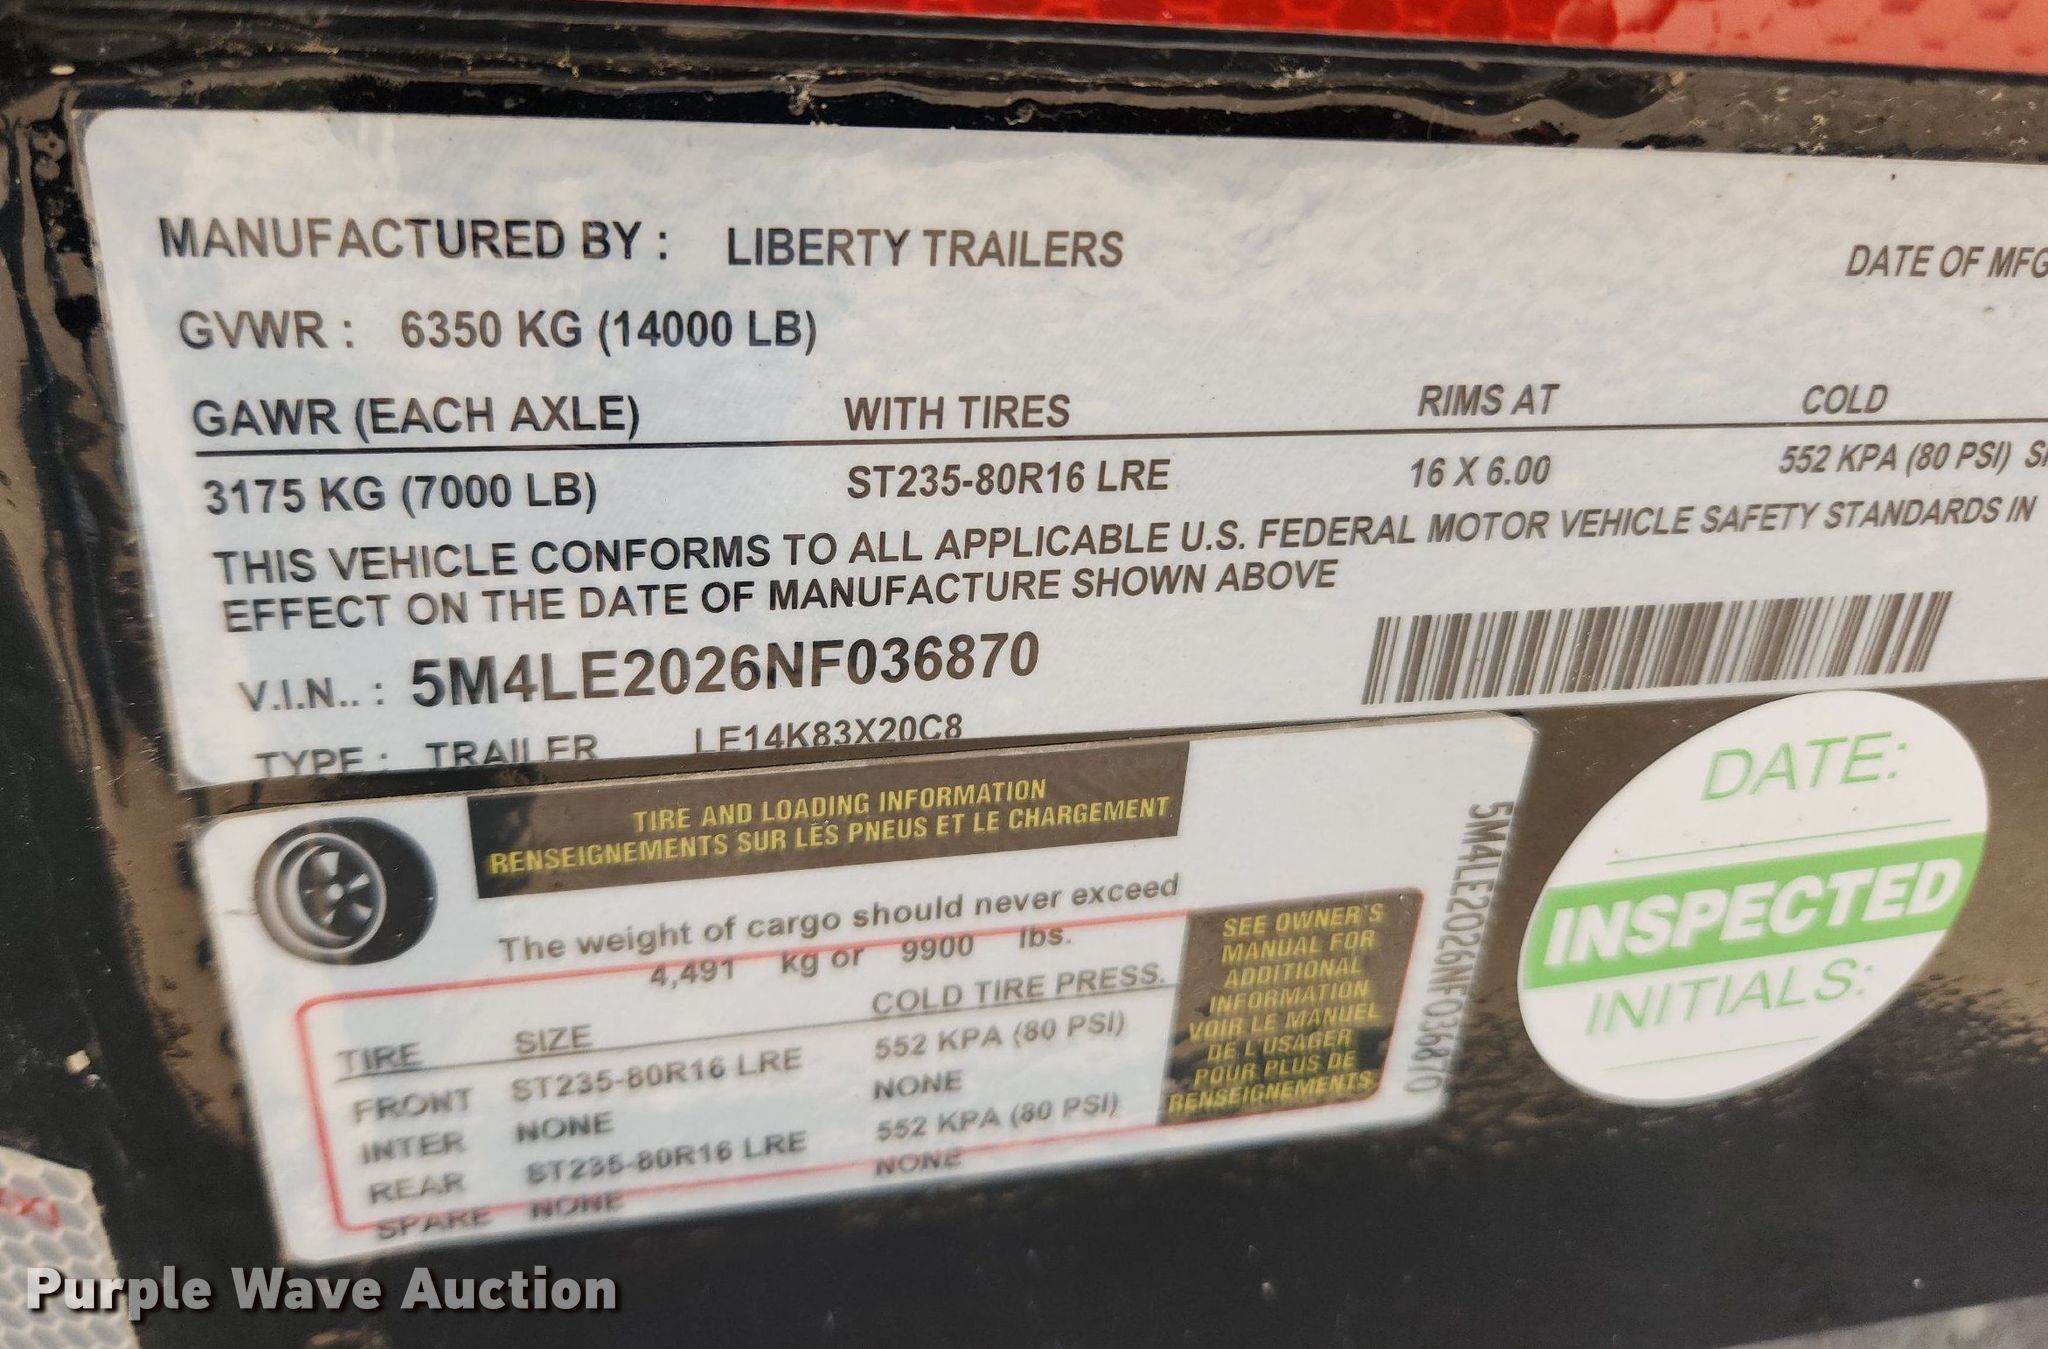 MANUFACTURED BY : LIBERTY TRAILERS DATE OF MFG
GVWR : 6350 KG (14000 LB)
GAWR (EACH AXLE) WITH TIRES RIMS AT COLD
3175 KG (7000 LB) ST235-80R16 LRE 16 X 6.00 552 KPA (80 PSI)
THIS VEHICLE CONFORMS TO ALL APPLICABLE U.S. FEDERAL MOTOR VEHICLE SAFETY STANDARDS IN
EFFECT ON THE DATE OF MANUFACTURE SHOWN ABOVE
V.I.N.. : 5M4LE2026NF036870
TYPE : TRAILER LE14K83X20C8
TIRE AND LOADING INFORMATION
RENSEIGNEMENTS SUR LES PNEUS ET LE CHARGEMENT
The weight of cargo should never exceed
4,491 kg or 9900 lbs.
TIRE SIZE COLD TIRE PRESS.
FRONT ST235-80R16 LRE 552 KPA (80 PSI)
INTER NONE NONE
REAR ST235-80R16 LRE 552 KPA (80 PSI)
SPARE NONE NONE
SEE OWNER'S
MANUAL FOR
ADDITIONAL
INFORMATION
VOIR LE MANUEL
DE L'USAGER
POUR PLUS DE
RENSEIGNEMENTS
5M4LE2026NF036870
DATE:
INSPECTED
INITIALS:
Purple Wave Auction